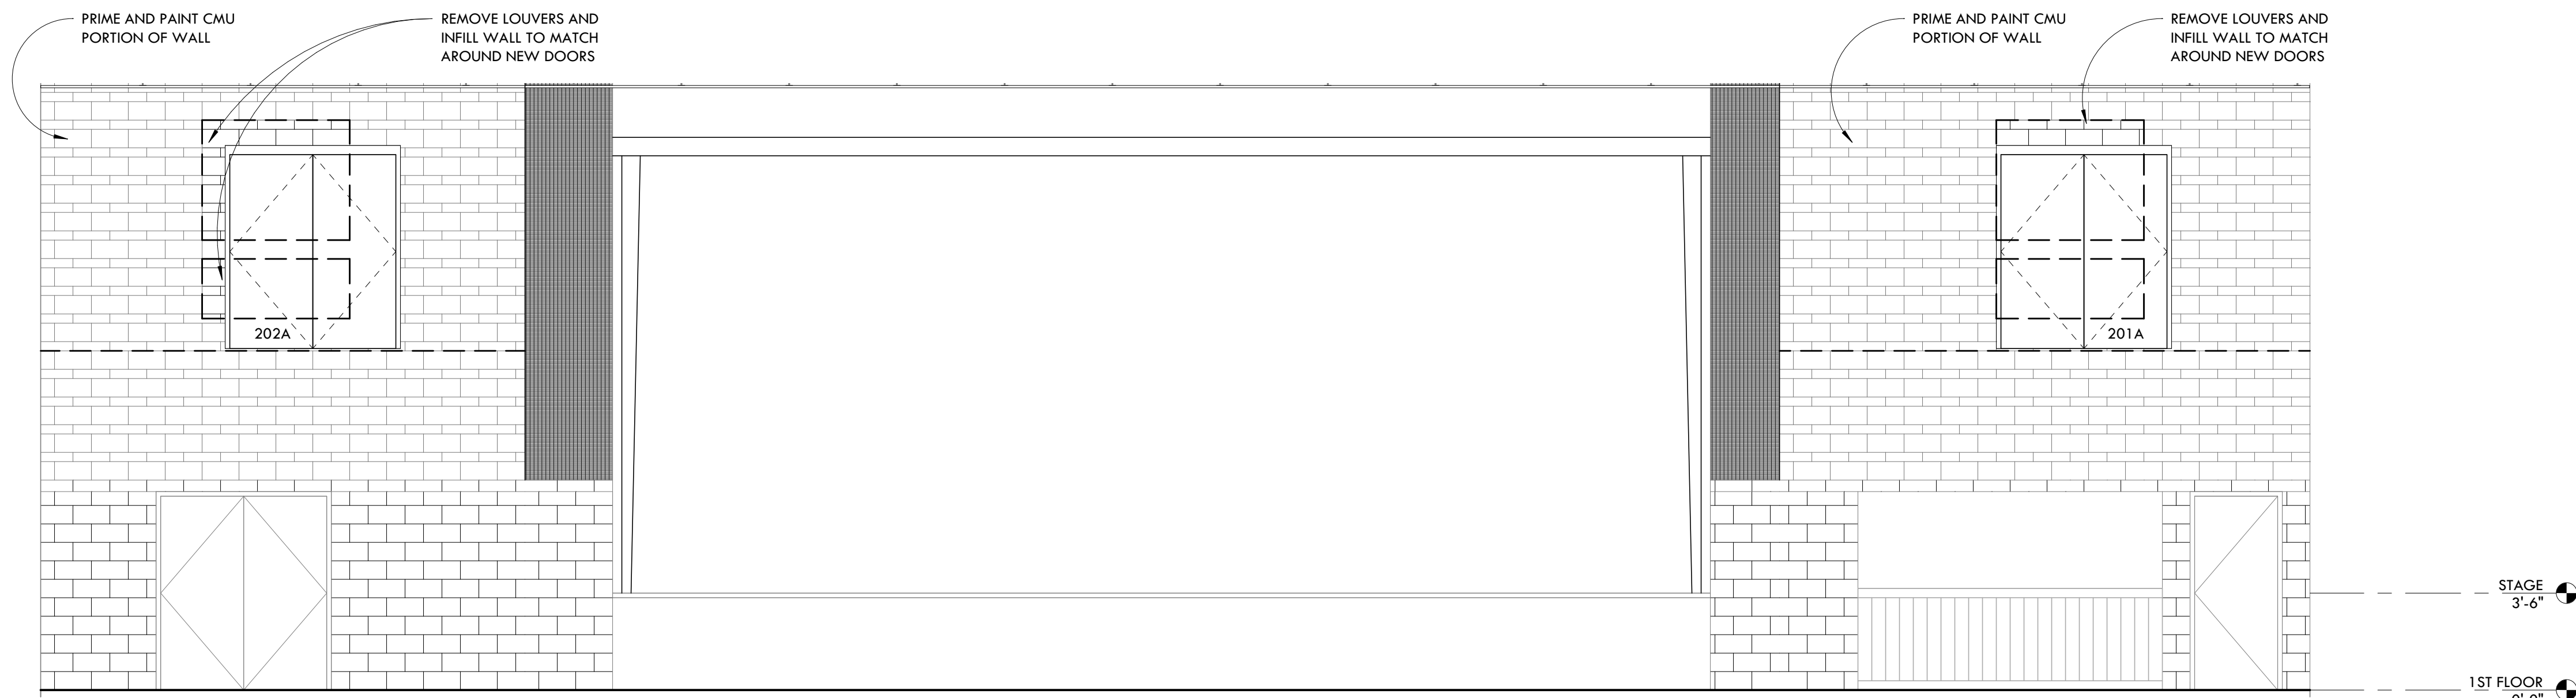 PRIME AND PAINT CMU
PORTION OF WALL
REMOVE LOUVERS AND
INFILL WALL TO MATCH
AROUND NEW DOORS
PRIME AND PAINT CMU
PORTION OF WALL
REMOVE LOUVERS AND
INFILL WALL TO MATCH
AROUND NEW DOORS
202A
201A
STAGE
3'-6"
1ST FLOOR